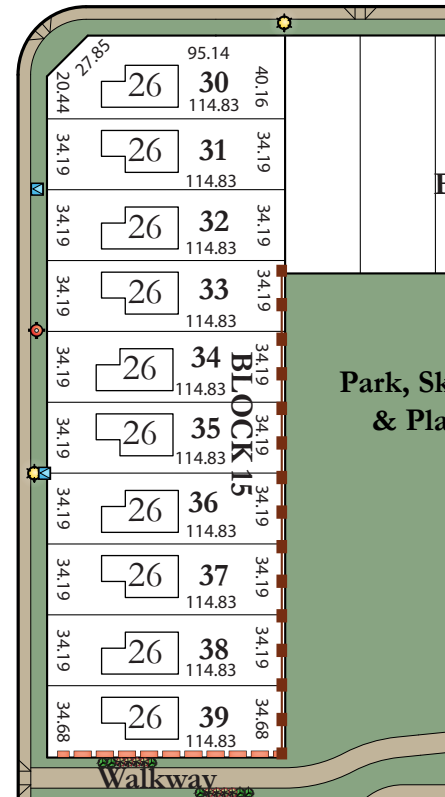 27.85
95.14
20.44 26 30 40.16
114.83
34.19 26 31 34.19
114.83
34.19 26 32 34.19
114.83
34.19 26 33 34.19
114.83
34.19 26 34 34.19
114.83
BLOCK 15
34.19 26 35 34.19
114.83
34.19 26 36 34.19
114.83
34.19 26 37 34.19
114.83
34.19 26 38 34.19
114.83
34.68 26 39 34.68
114.83
Walkway
Park, Sk
& Pla